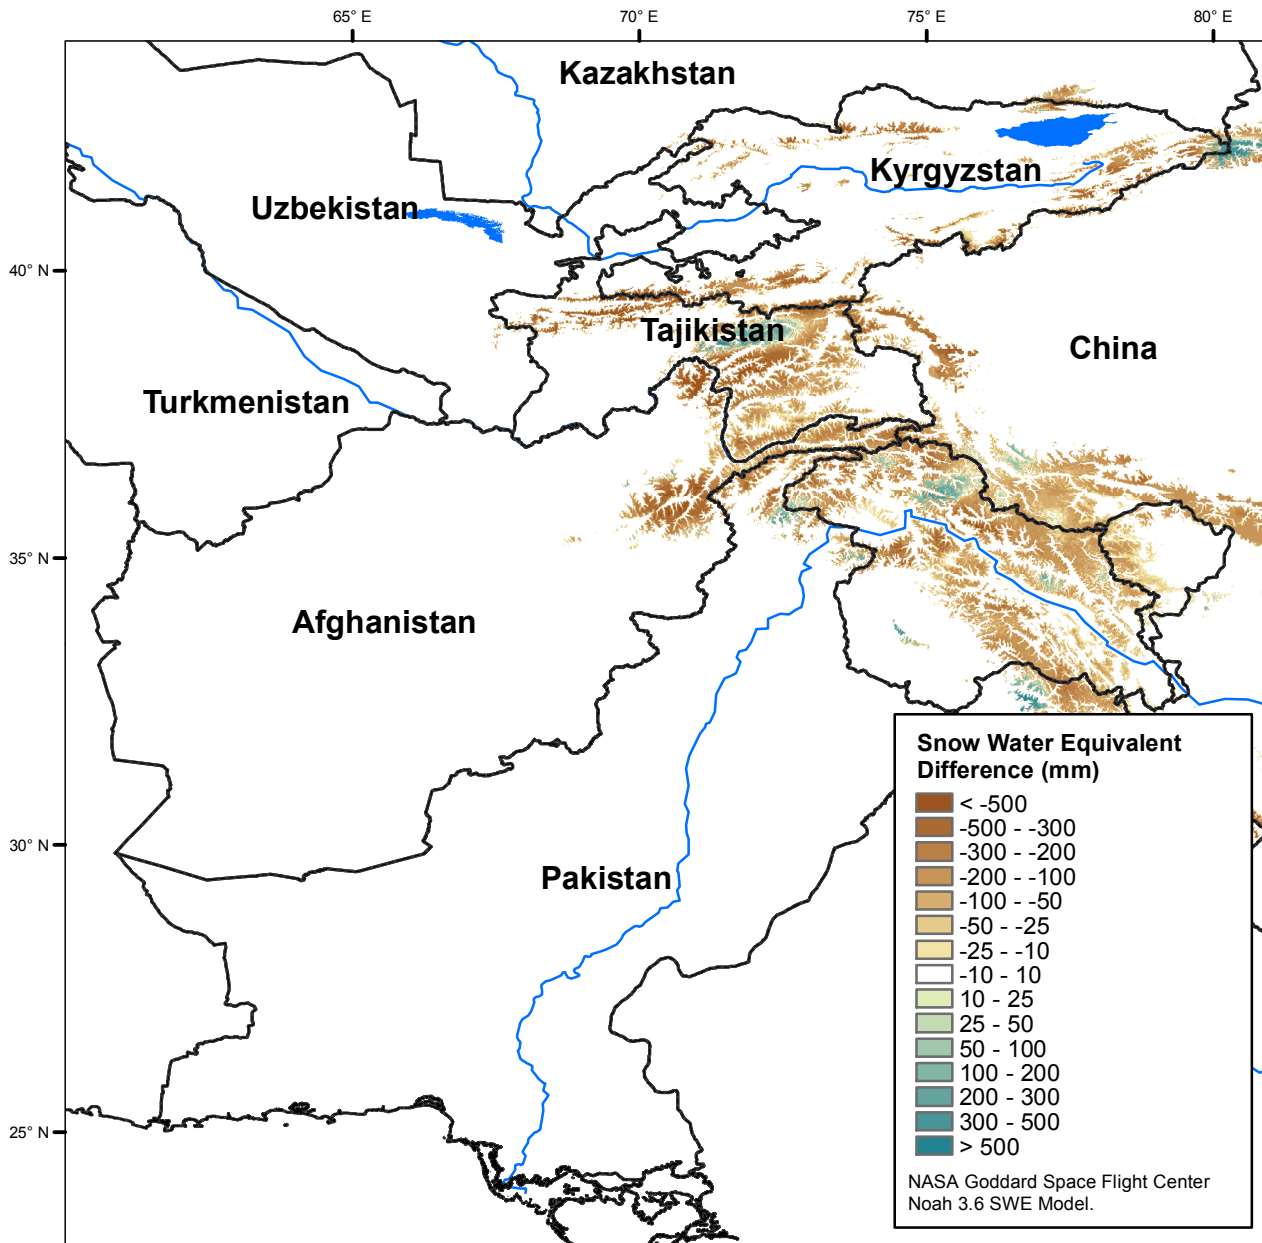 65° E
70° E
75° E
80° E
Kazakhstan
Kyrgyzstan
Uzbekistan
40° N
Tajikistan
China
Turkmenistan
35° N
Afghanistan
Snow Water Equivalent
Difference (mm)
< -500
-500 - -300
-300 - -200
-200 - -100
-100 - -50
-50 - -25
-25 - -10
-10 - 10
10 - 25
25 - 50
50 - 100
100 - 200
200 - 300
300 - 500
> 500
NASA Goddard Space Flight Center
Noah 3.6 SWE Model.
30° N
Pakistan
25° N